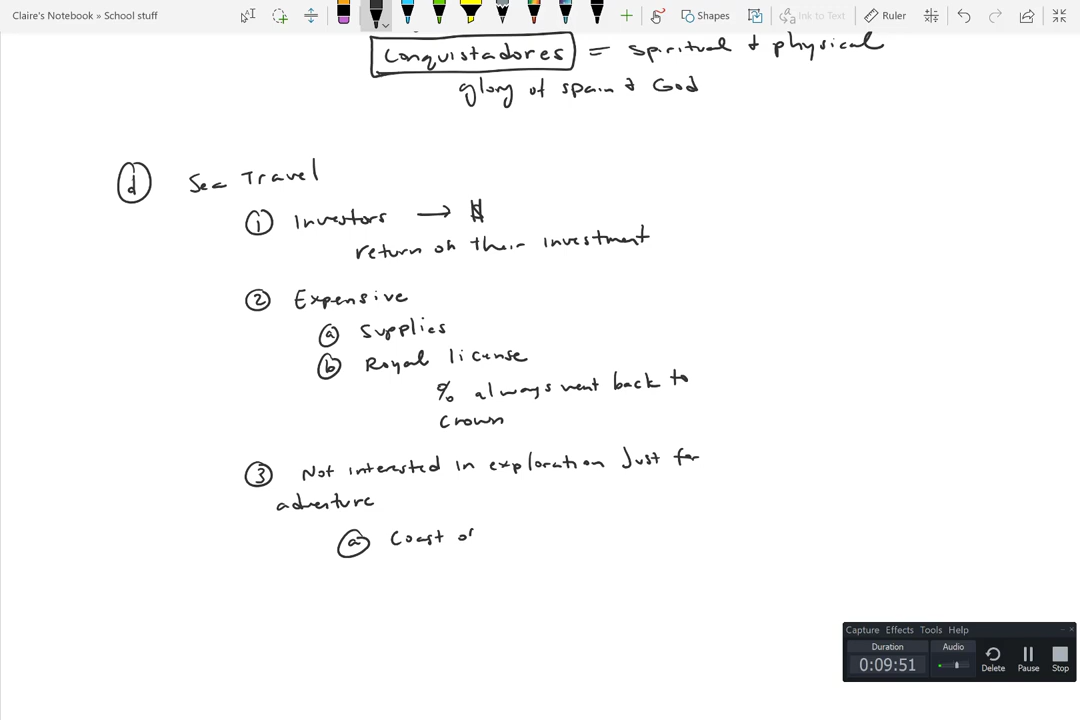 Claire's Notebook » School stuff
Shapes
Ink to Text
Ruler
Conquistadores = spiritual + physical
glory of spain + God
d Sea Travel
1 Investors → $
return on their investment
2 Expensive
a Supplies
b Royal license
% always went back to
crown
3 Not interested in exploration Just for
adventure
a Coast of
Capture Effects Tools Help
Duration Audio
0:09:51 Delete Pause Stop